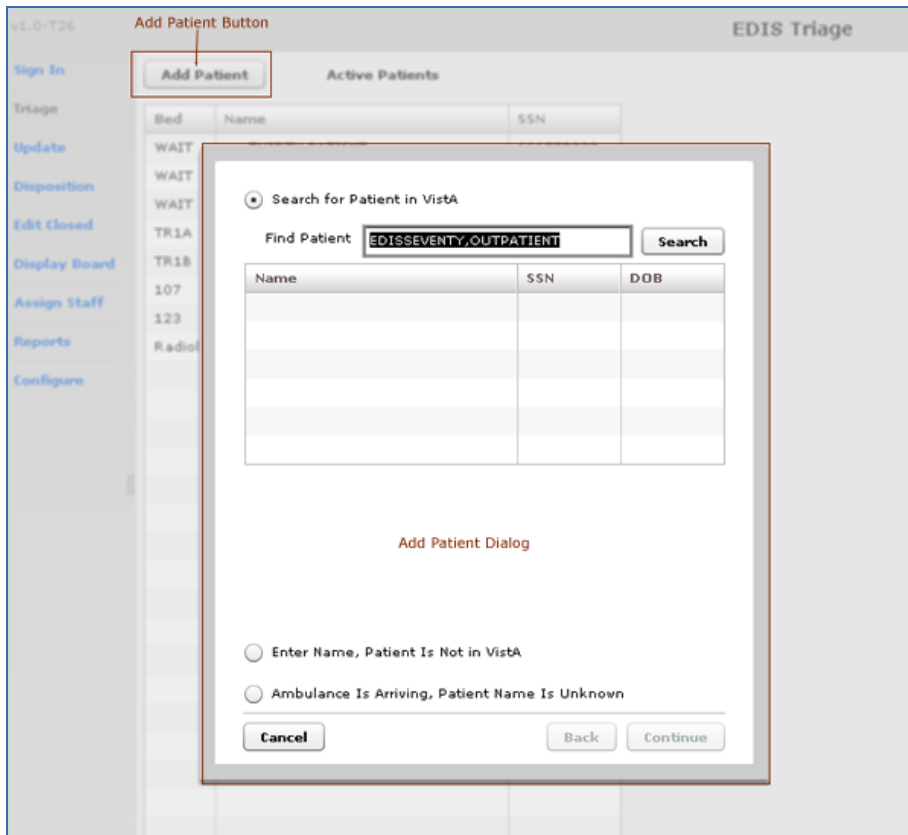 v1.0-T26
Add Patient Button
EDIS Triage
Sign In
Add Patient
Active Patients
Triage
Bed Name SSN
Update
WAIT
WAIT
Disposition
WAIT
Edit Closed
TR1A
Display Board
TR1B
107
Assign Staff
123
Reports
Radiol
Configure
Search for Patient in VistA
Find Patient EDISSEVENTY,OUTPATIENT Search
Name SSN DOB
Add Patient Dialog
Enter Name, Patient Is Not in VistA
Ambulance Is Arriving, Patient Name Is Unknown
Cancel Back Continue